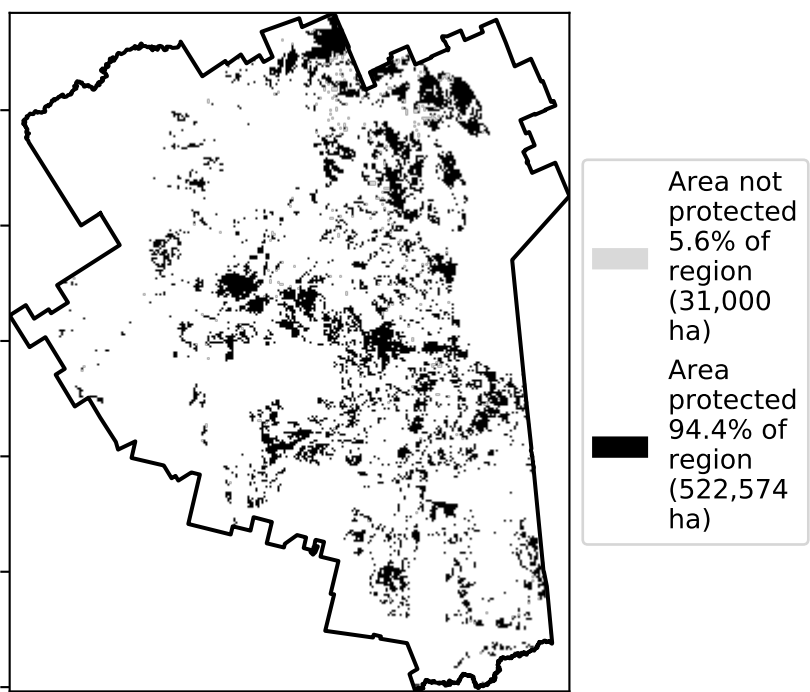 Area not
protected
5.6% of
region
(31,000
ha)
Area
protected
94.4% of
region
(522,574
ha)